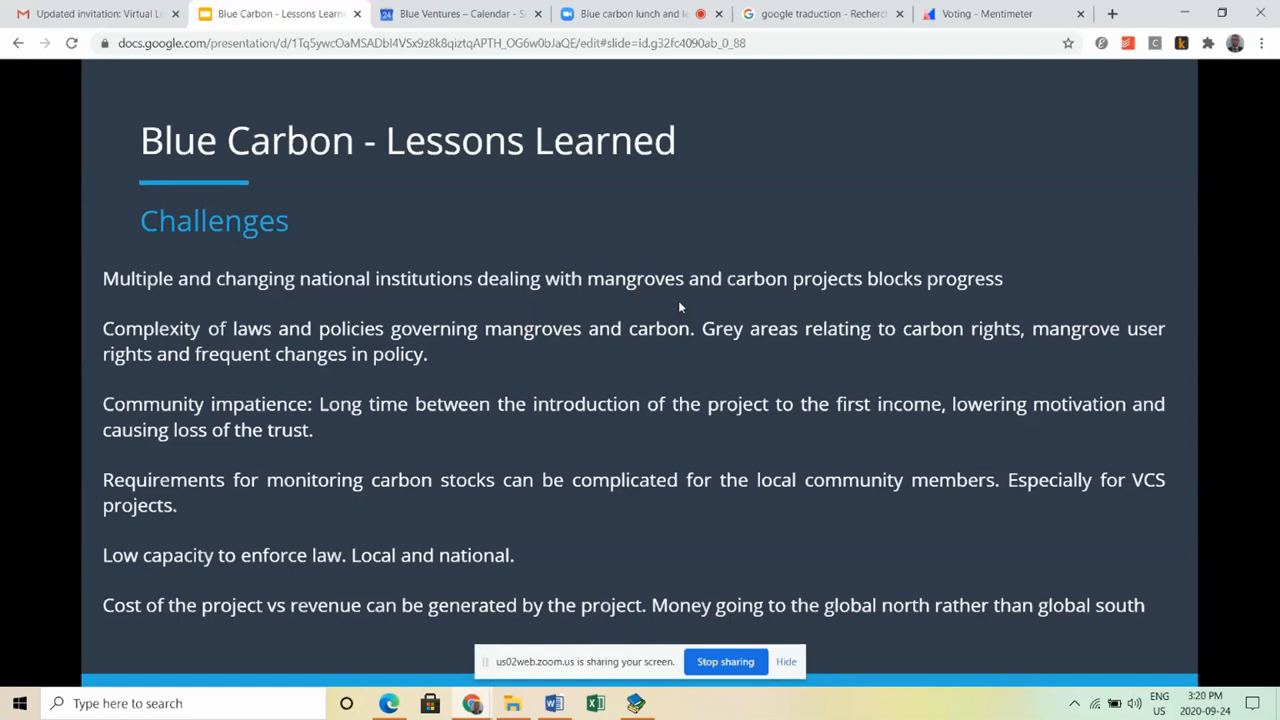 Updated invitation: Virtual L
Blue Carbon - Lessons Learn
Blue Ventures – Calendar - S
Blue carbon lunch and le
google traduction - Recherc
Voting - Mentimeter
docs.google.com/presentation/d/1Tq5ywcOaMSADbI4VSx9s8k8qiztqAPTH_OG6w0bJaQE/edit#slide=id.g32fc4090ab_0_88
Blue Carbon - Lessons Learned
Challenges
Multiple and changing national institutions dealing with mangroves and carbon projects blocks progress
Complexity of laws and policies governing mangroves and carbon. Grey areas relating to carbon rights, mangrove user
rights and frequent changes in policy.
Community impatience: Long time between the introduction of the project to the first income, lowering motivation and
causing loss of the trust.
Requirements for monitoring carbon stocks can be complicated for the local community members. Especially for VCS
projects.
Low capacity to enforce law. Local and national.
Cost of the project vs revenue can be generated by the project. Money going to the global north rather than global south
us02web.zoom.us is sharing your screen.
Stop sharing
Hide
Type here to search
ENG
US
3:20 PM
2020-09-24